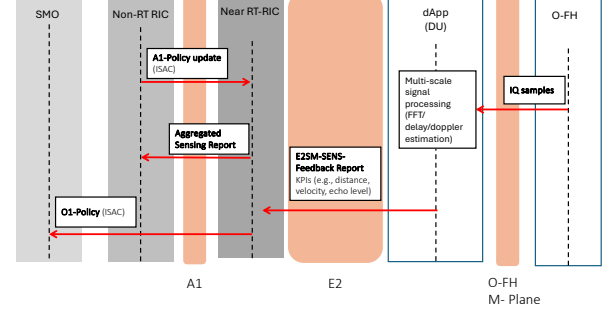 SMO
Non-RT RIC
Near RT-RIC
dApp
(DU)
O-FH
A1-Policy update
(ISAC)
Multi-scale
signal
processing
(FFT/
delay/doppler
estimation)
IQ samples
Aggregated
Sensing Report
E2SM-SENS-
Feedback Report
KPIs (e.g., distance,
velocity, echo level)
O1-Policy (ISAC)
A1
E2
O-FH
M- Plane